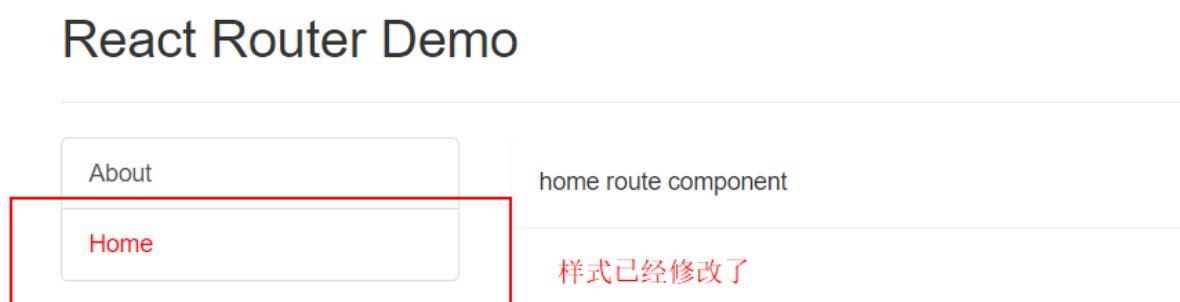 React Router Demo
About
home route component
Home
样式已经修改了